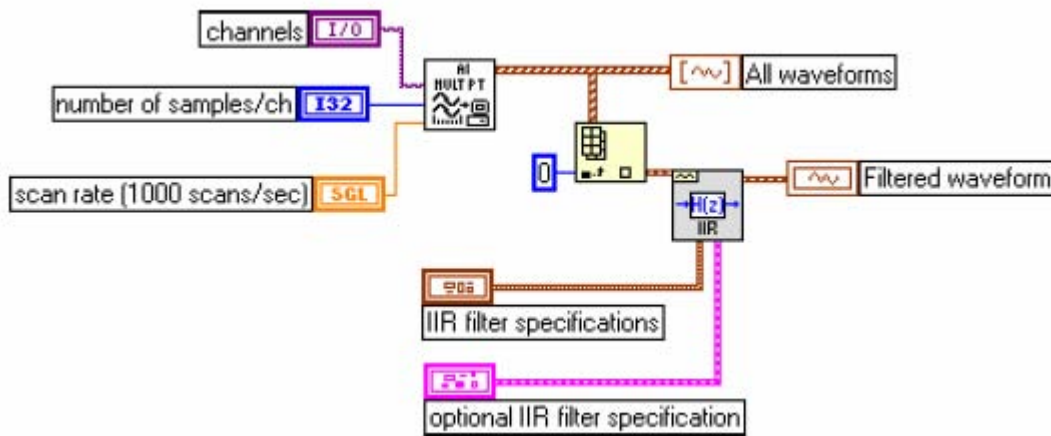 channels
I/O
AI
MULT PT
All waveforms
number of samples/ch
I32
scan rate (1000 scans/sec)
SGL
0
Filtered waveform
H(z)
IIR
IIR filter specifications
optional IIR filter specification